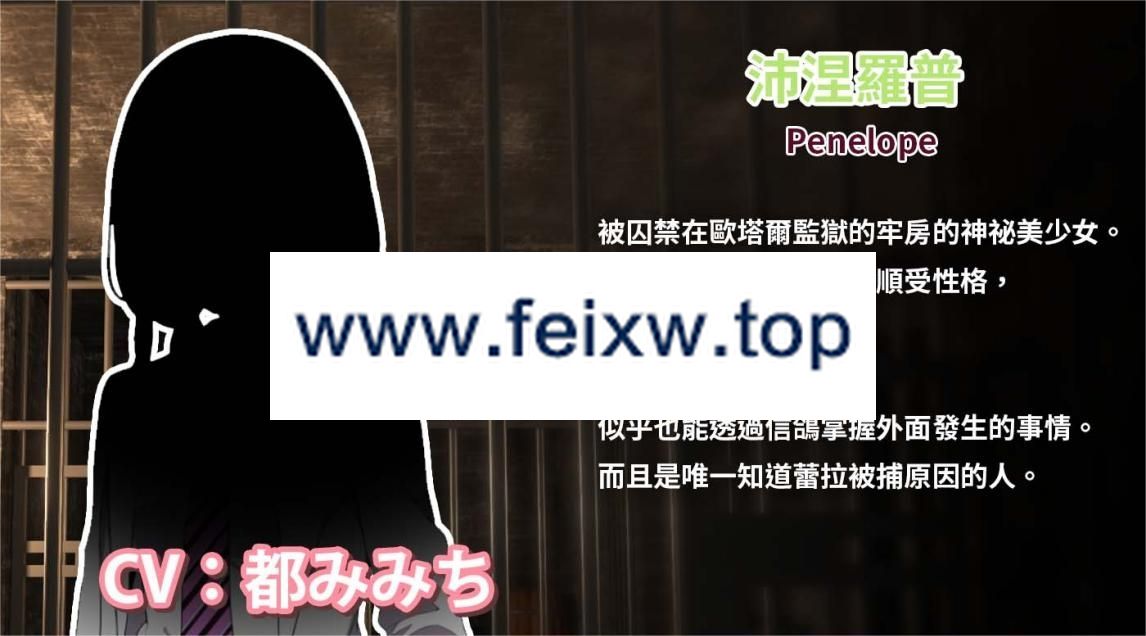 沛涅羅普
Penelope
被囚禁在歐塔爾監獄的牢房的神祕美少女。
順受性格，
www.feixw.top
似乎也能透過信鴿掌握外面發生的事情。
而且是唯一知道蕾拉被捕原因的人。
CV：都みみち